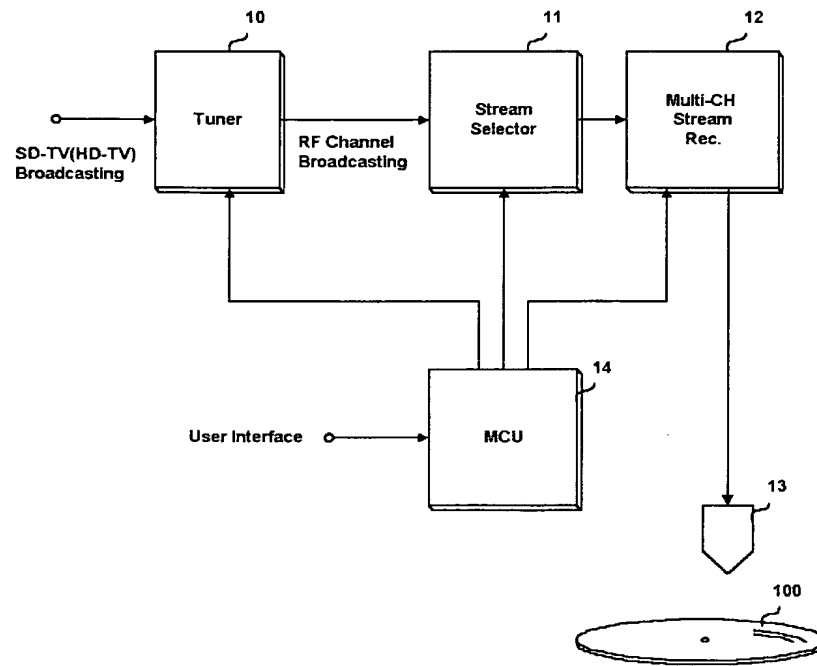 10
11
12
Tuner
Stream
Selector
Multi-CH
Stream
Rec.
SD-TV(HD-TV)
Broadcasting
RF Channel
Broadcasting
14
User Interface
MCU
13
100